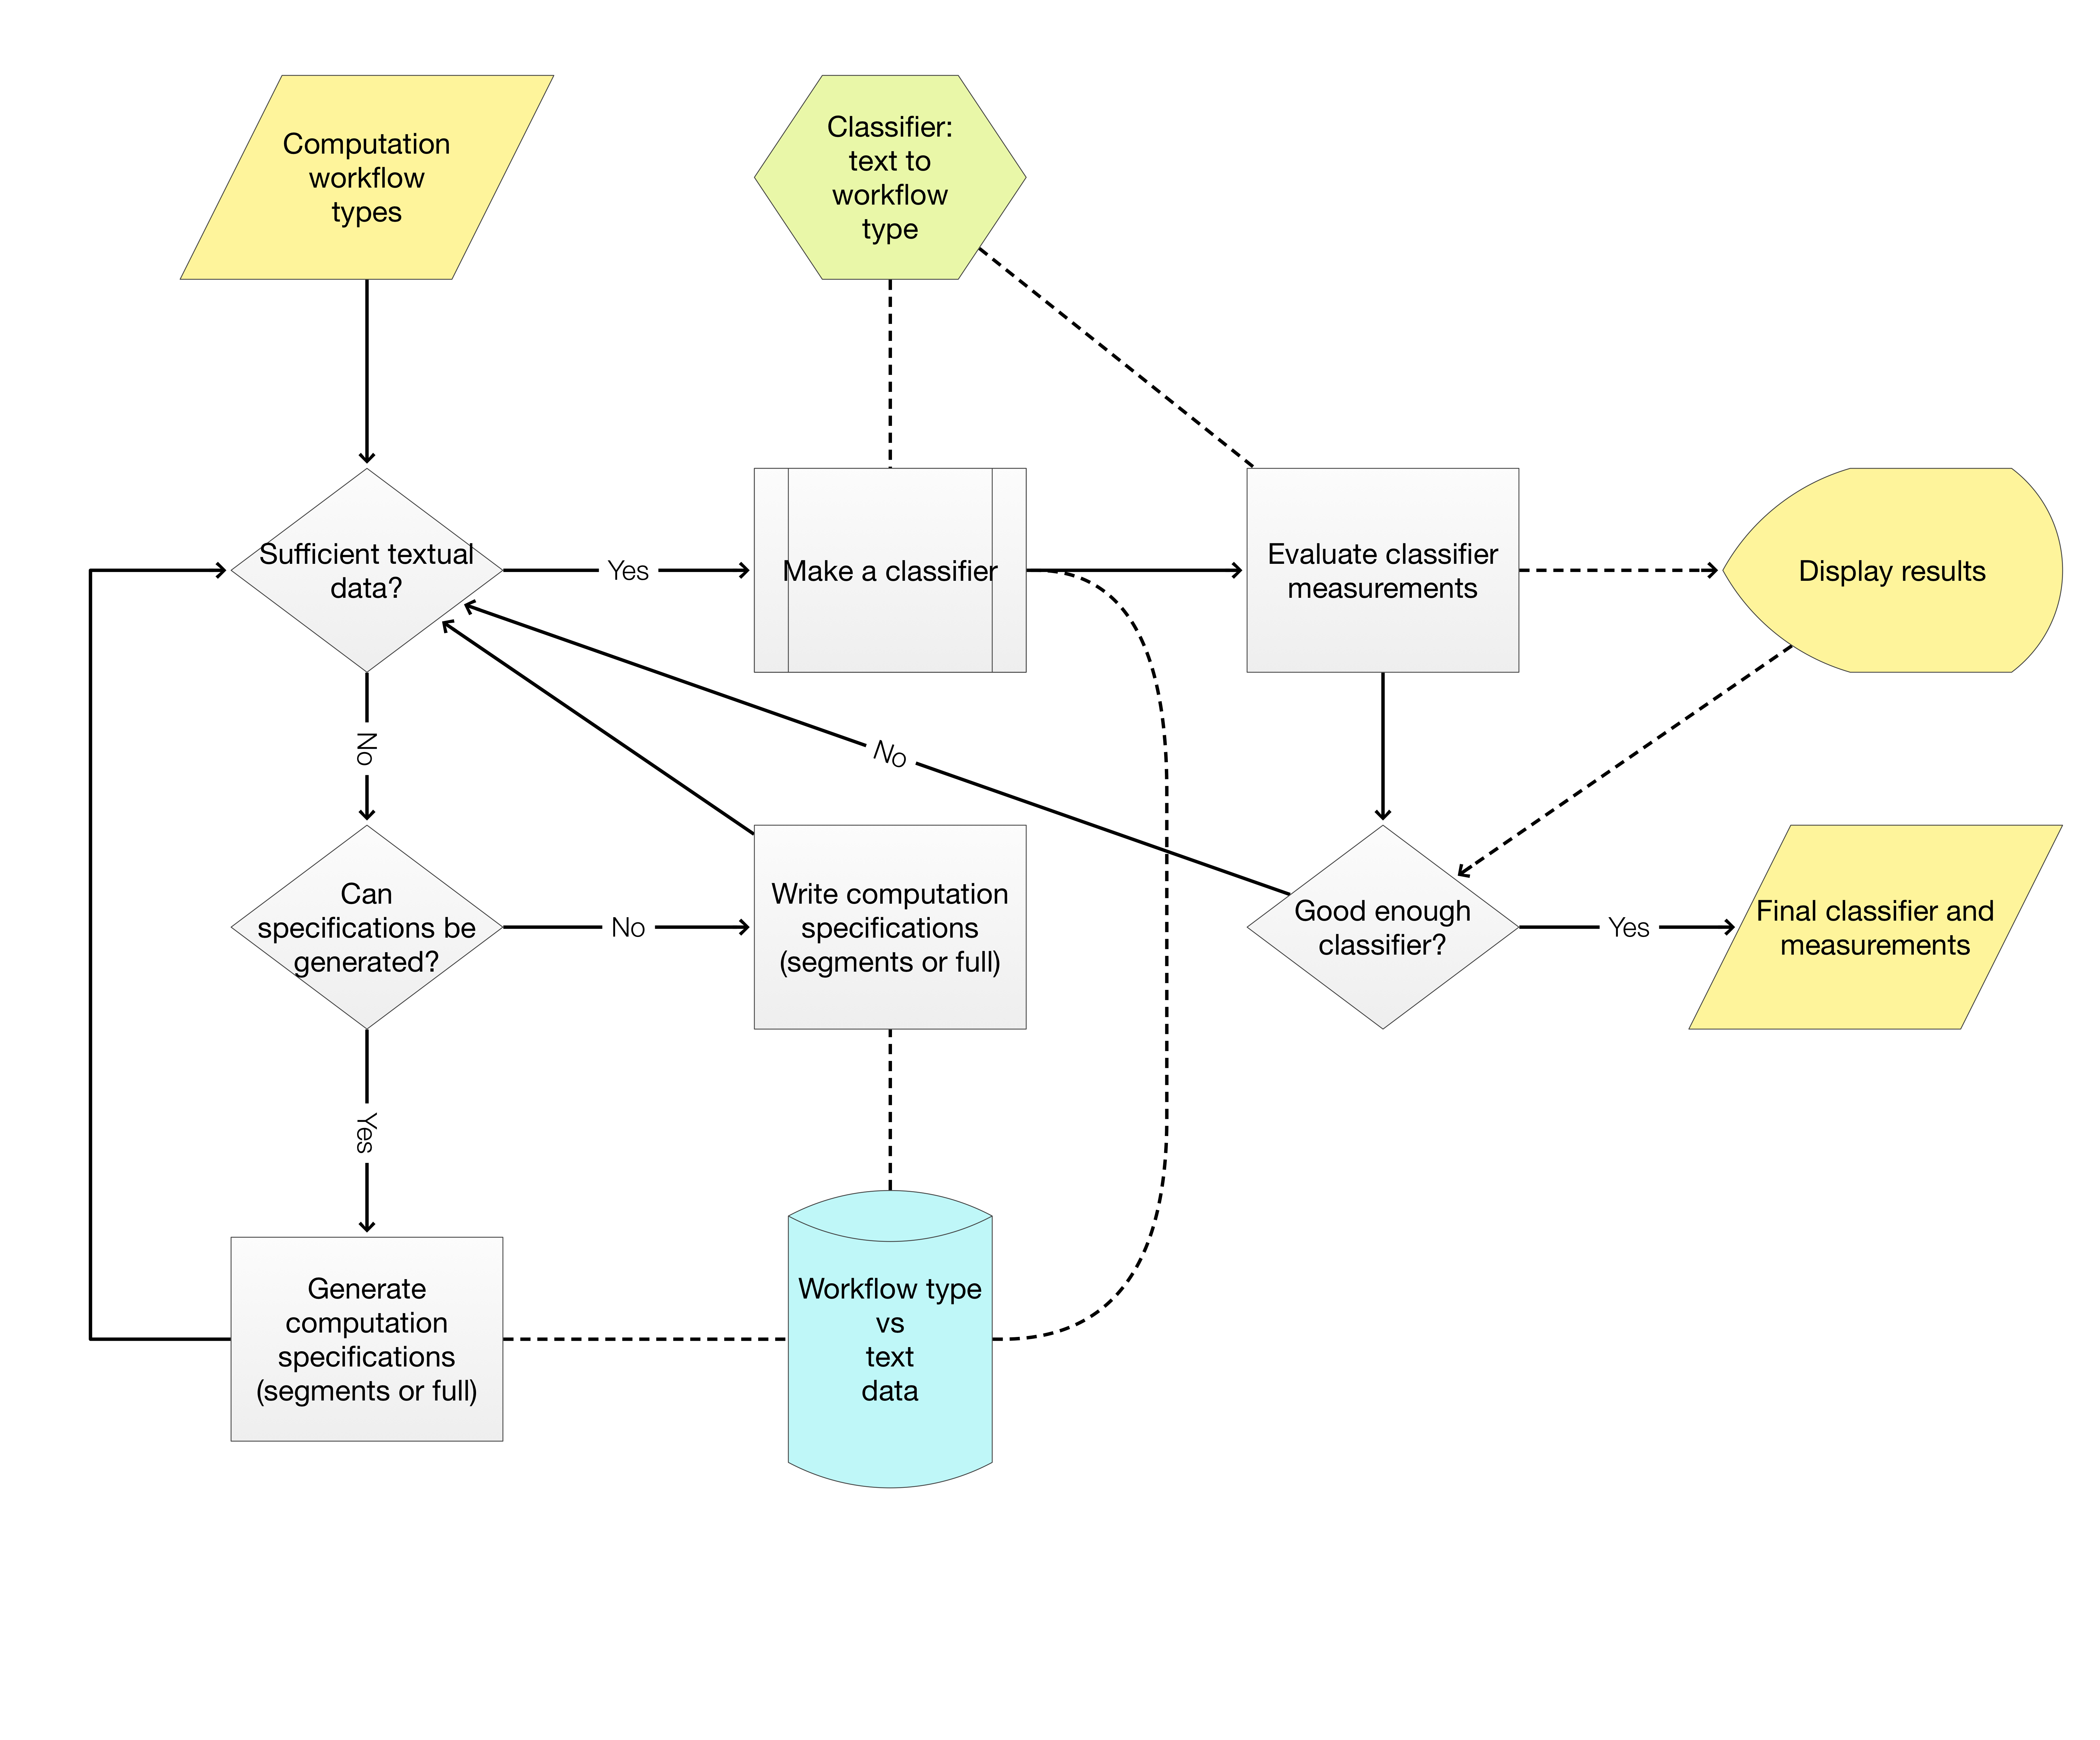 Computation
workflow
types
Classifier:
text to
workflow
type
Sufficient textual
data?
Yes
Make a classifier
Evaluate classifier
measurements
Display results
No
No
Can
specifications be
generated?
No
Write computation
specifications
(segments or full)
Good enough
classifier?
Yes
Final classifier and
measurements
Yes
Generate
computation
specifications
(segments or full)
Workflow type
vs
text
data